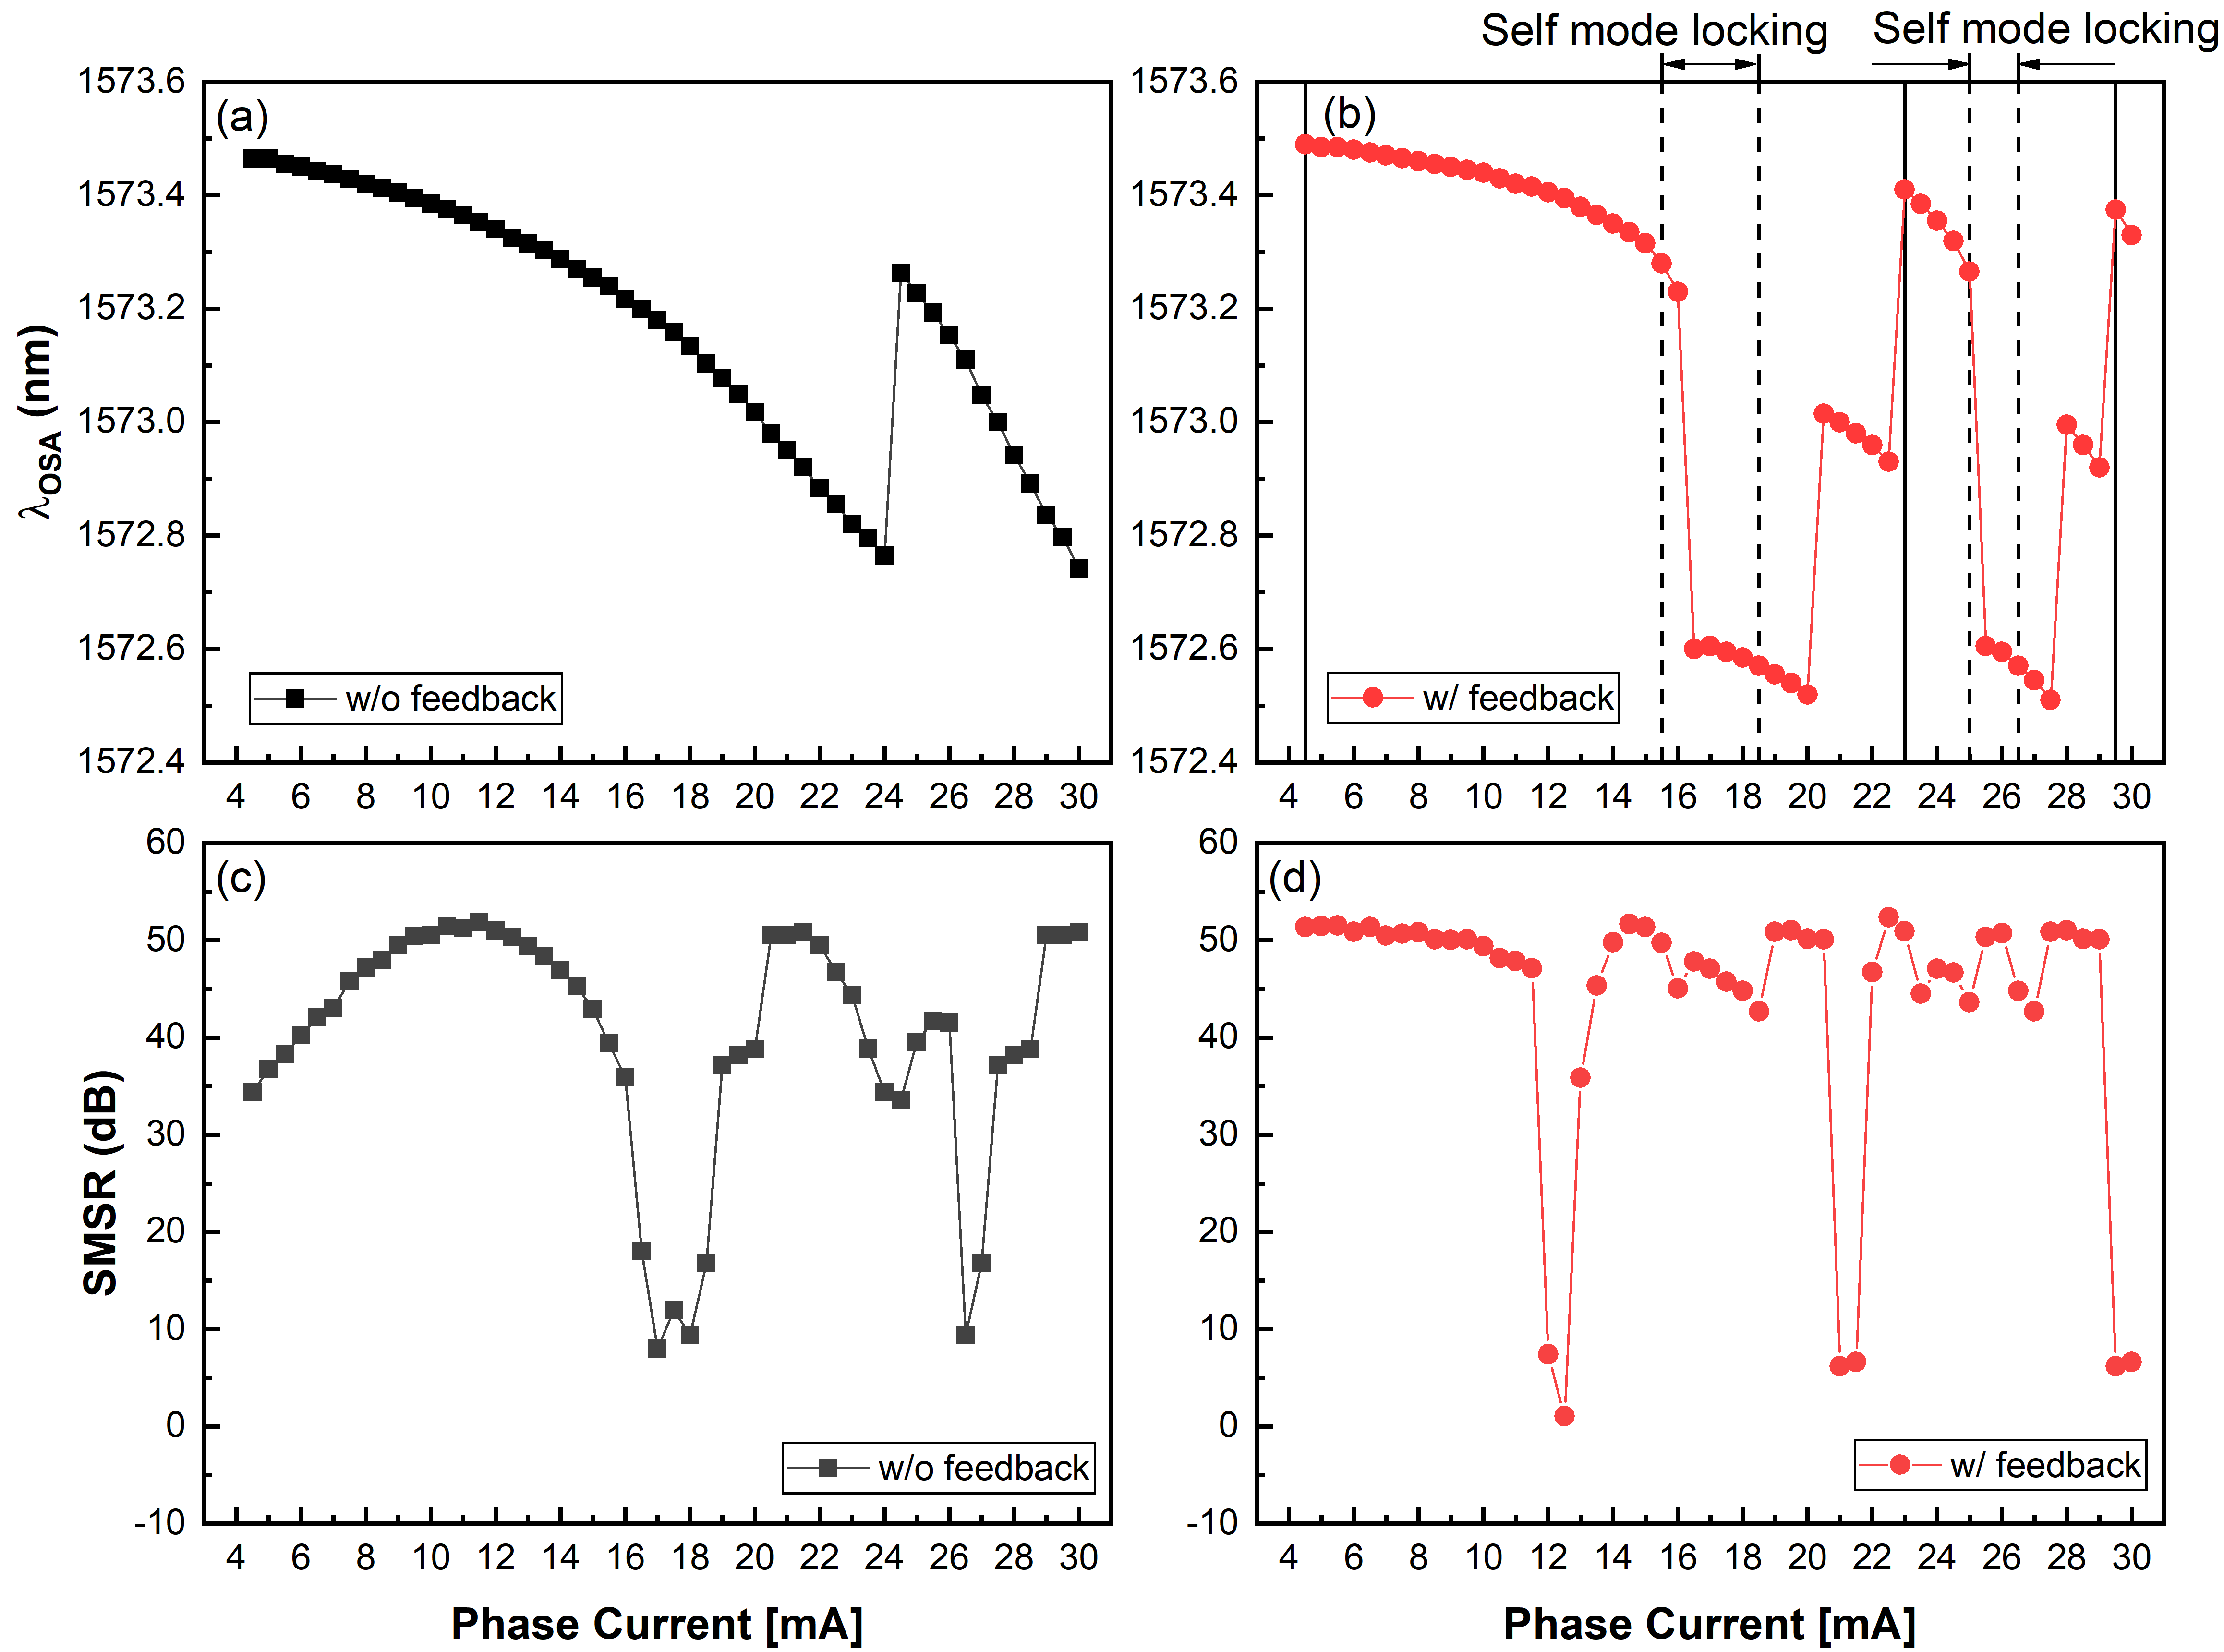 Self mode locking
Self mode locking
(a)
1573.6
1573.4
1573.2
1573.0
1572.8
1572.6
1572.4
λOSA (nm)
w/o feedback
4 6 8 10 12 14 16 18 20 22 24 26 28 30
(b)
1573.6
1573.4
1573.2
1573.0
1572.8
1572.6
1572.4
w/ feedback
4 6 8 10 12 14 16 18 20 22 24 26 28 30
(c)
60
50
40
30
20
10
0
-10
SMSR (dB)
w/o feedback
4 6 8 10 12 14 16 18 20 22 24 26 28 30
Phase Current [mA]
(d)
60
50
40
30
20
10
0
-10
w/ feedback
4 6 8 10 12 14 16 18 20 22 24 26 28 30
Phase Current [mA]